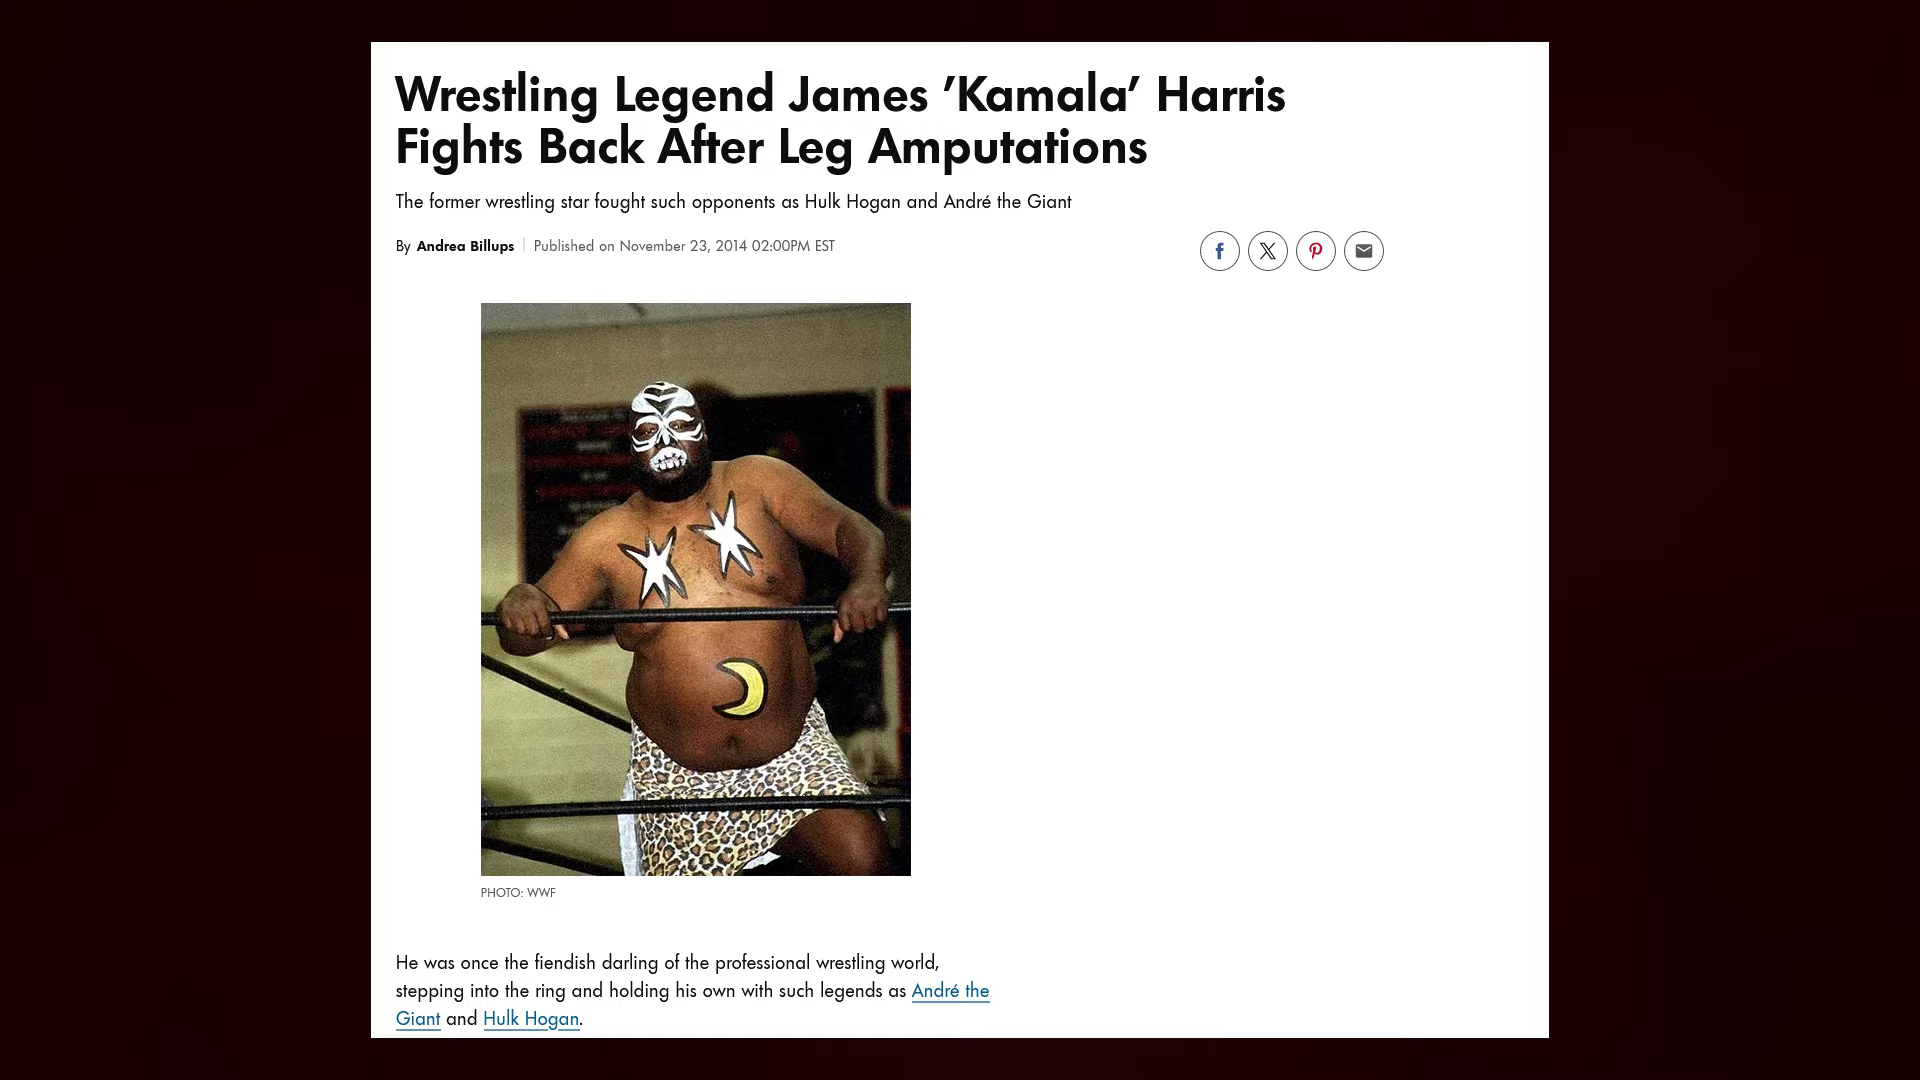 Wrestling Legend James ’Kamala’ Harris
Fights Back After Leg Amputations
The former wrestling star fought such opponents as Hulk Hogan and André the Giant
By Andrea Billups | Published on November 23, 2014 02:00PM EST
PHOTO: WWF
He was once the fiendish darling of the professional wrestling world,
stepping into the ring and holding his own with such legends as André the
Giant and Hulk Hogan.